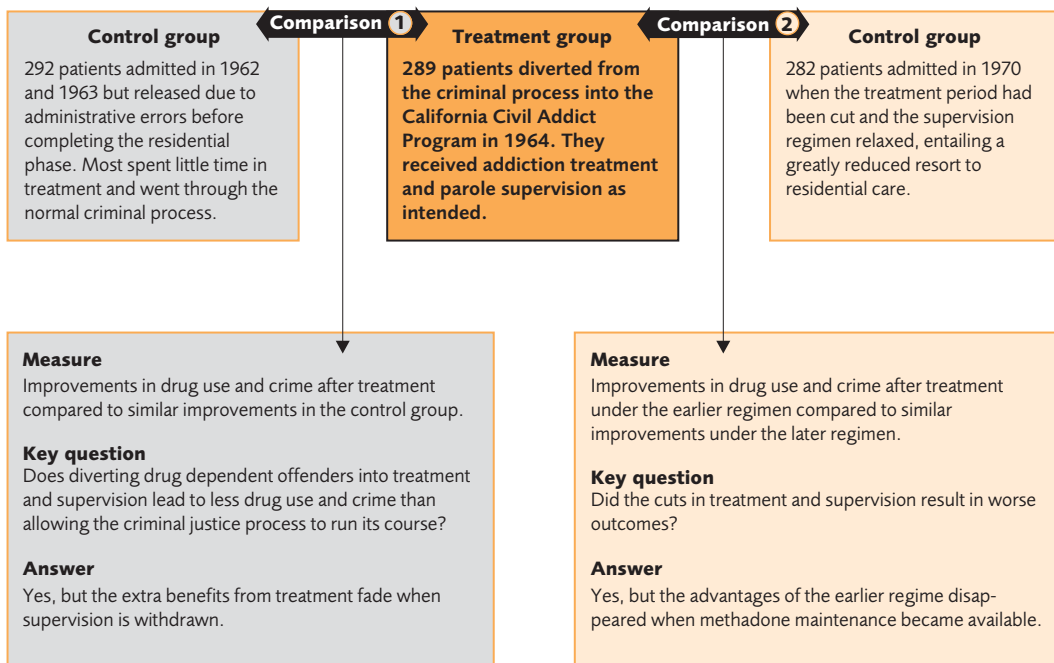 Comparison 1
Comparison 2
Control group
292 patients admitted in 1962
and 1963 but released due to
administrative errors before
completing the residential
phase. Most spent little time in
treatment and went through the
normal criminal process.
Treatment group
289 patients diverted from
the criminal process into the
California Civil Addict
Program in 1964. They
received addiction treatment
and parole supervision as
intended.
Control group
282 patients admitted in 1970
when the treatment period had
been cut and the supervision
regimen relaxed, entailing a
greatly reduced resort to
residential care.
Measure
Improvements in drug use and crime after treatment
compared to similar improvements in the control group.
Key question
Does diverting drug dependent offenders into treatment
and supervision lead to less drug use and crime than
allowing the criminal justice process to run its course?
Answer
Yes, but the extra benefits from treatment fade when
supervision is withdrawn.
Measure
Improvements in drug use and crime after treatment
under the earlier regimen compared to similar
improvements under the later regimen.
Key question
Did the cuts in treatment and supervision result in worse
outcomes?
Answer
Yes, but the advantages of the earlier regime disap-
peared when methadone maintenance became available.